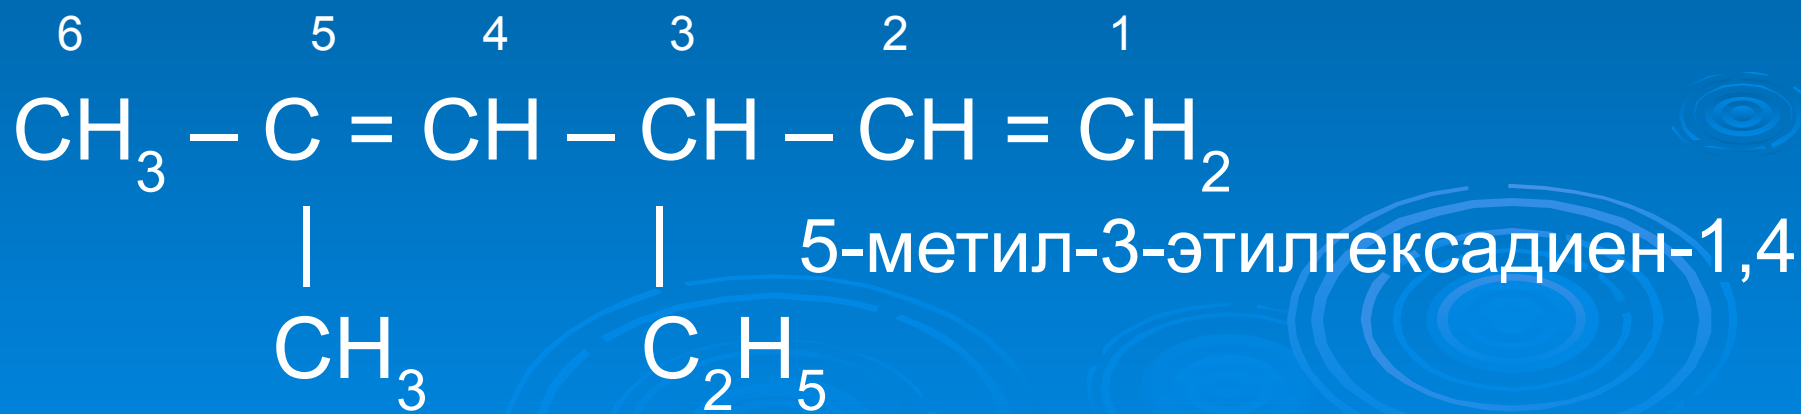 6 5 4 3 2 1
CH₃ – C = CH – CH – CH = CH₂
| | 5-метил-3-этилгексадиен-1,4
CH₃ C₂H₅